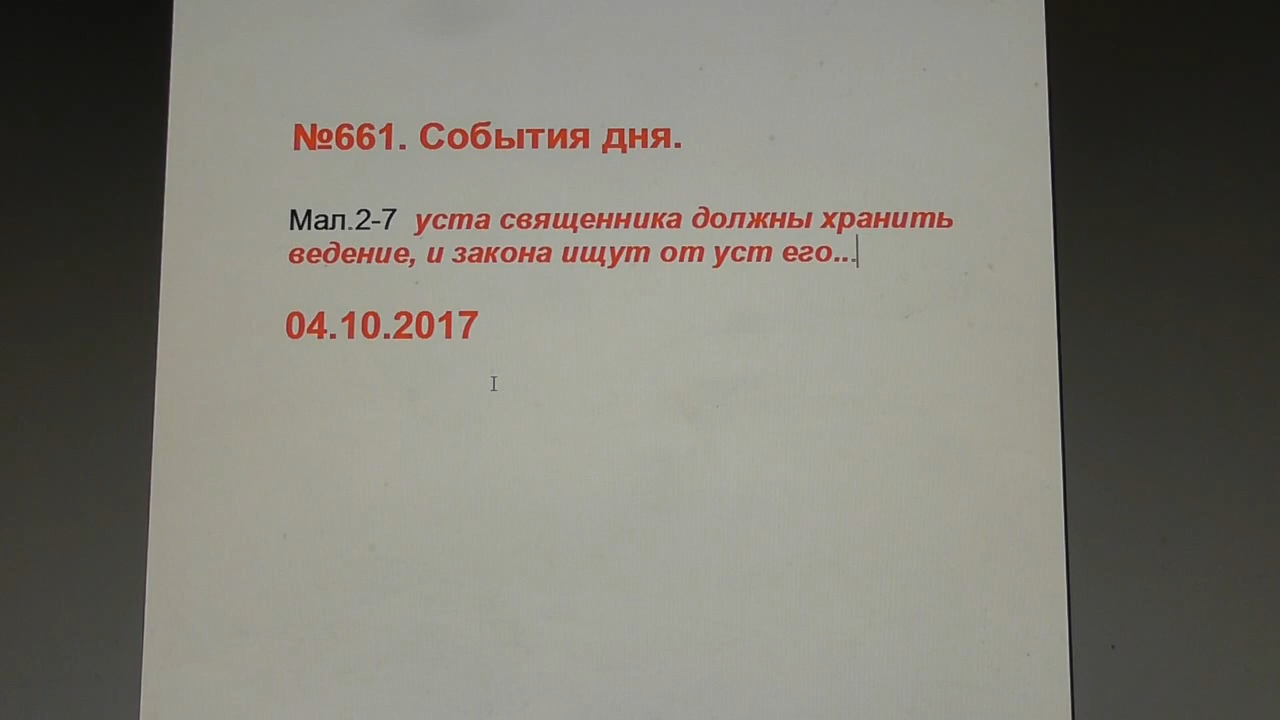 №661. События дня.
Мал.2-7 уста священника должны хранить
ведение, и закона ищут от уст его...
04.10.2017